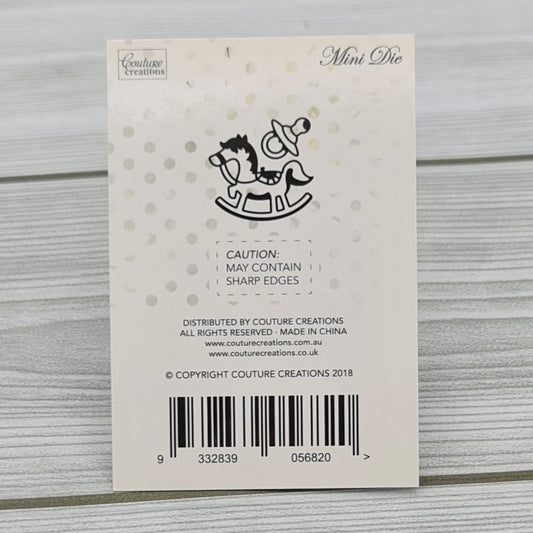 Couture creations
Mini Die
CAUTION:
MAY CONTAIN
SHARP EDGES
DISTRIBUTED BY COUTURE CREATIONS
ALL RIGHTS RESERVED · MADE IN CHINA
www.couturecreations.com.au
www.couturecreations.co.uk
© COPYRIGHT COUTURE CREATIONS 2018
9 332839 056820 >